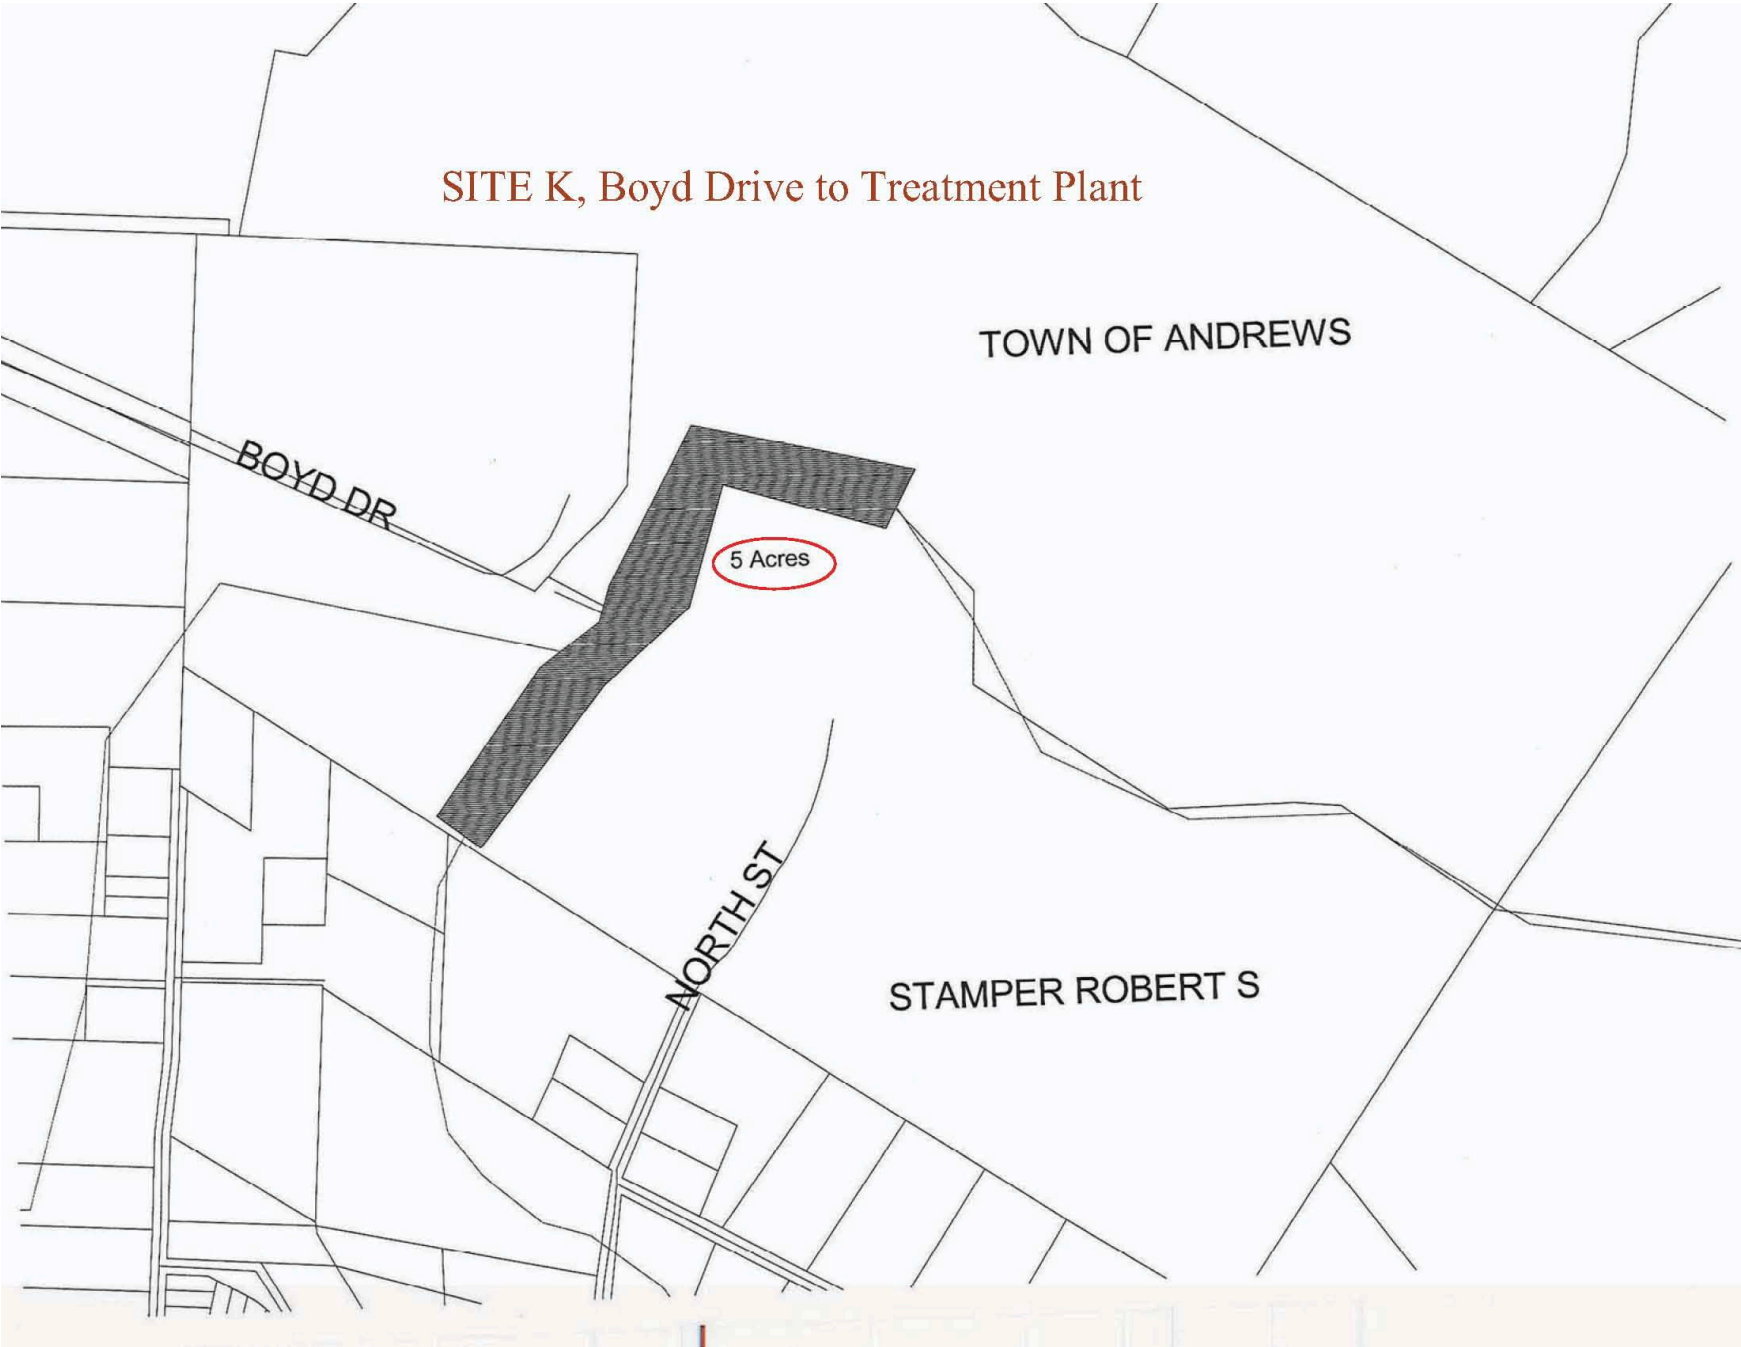 SITE K, Boyd Drive to Treatment Plant
TOWN OF ANDREWS
BOYD DR
5 Acres
NORTH ST
STAMPER ROBERT S